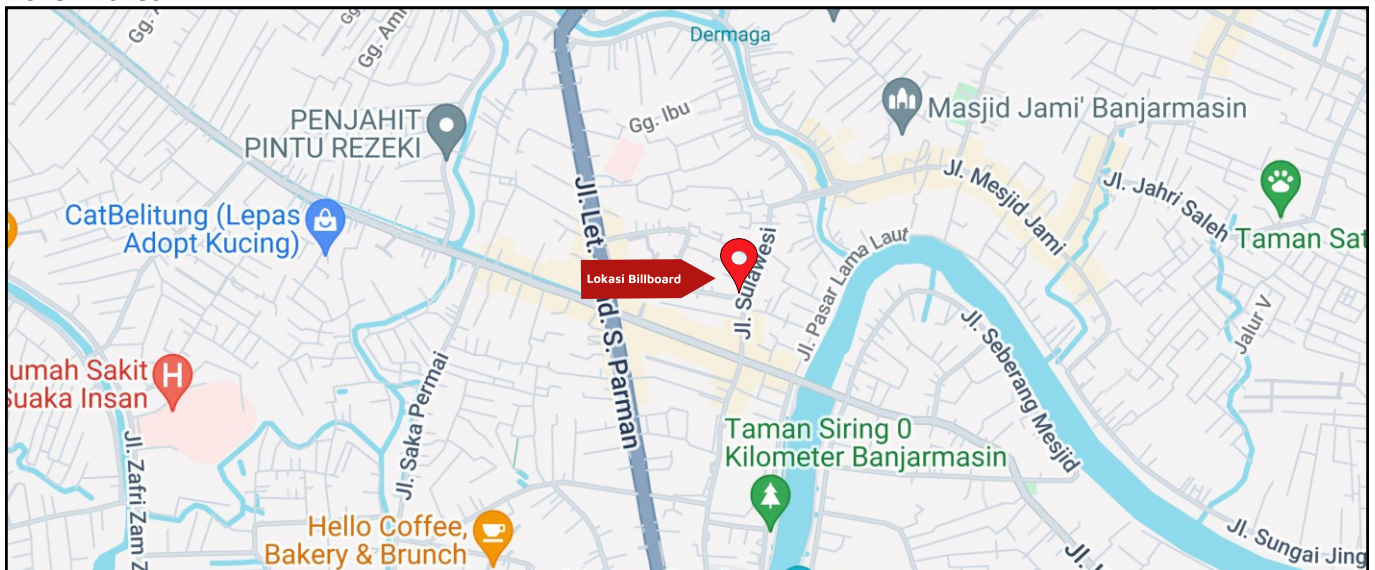 Gg. Ami
Dermaga
Gg. Ibu
PENJAHIT
PINTU REZEKI
Masjid Jami' Banjarmasin
Jl. Mesjid Jami
Jl. Jahri Saleh
Taman Sat
CatBelitung (Lepas
Adopt Kucing)
Jl. Let.
Lokasi Billboard
Jl. Sulawesi
Jl. Pasar Lama Laut
Jl. Seberang Mesjid
Jalur V
d. S. Parman
umah Sakit
Suaka Insan
H
Jl. Saka Permai
Jl. Zafri Zam Z
Taman Siring 0
Kilometer Banjarmasin
Hello Coffee,
Bakery & Brunch
Jl. Sungai Jing